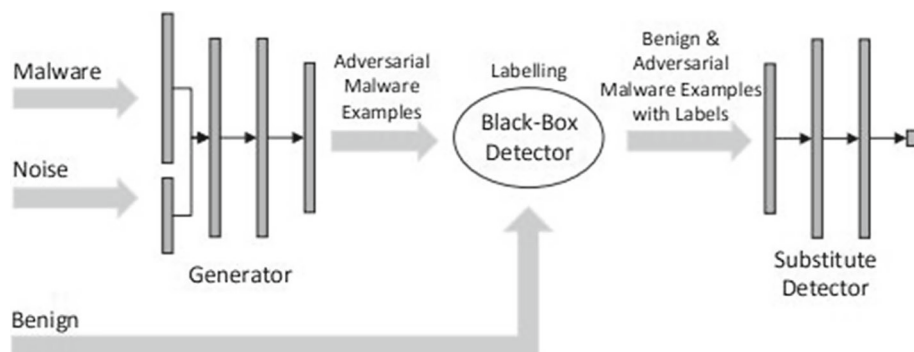 Malware
Noise
Benign
Generator
Adversarial
Malware
Examples
Labelling
Black-Box
Detector
Benign &
Adversarial
Malware Examples
with Labels
Substitute
Detector